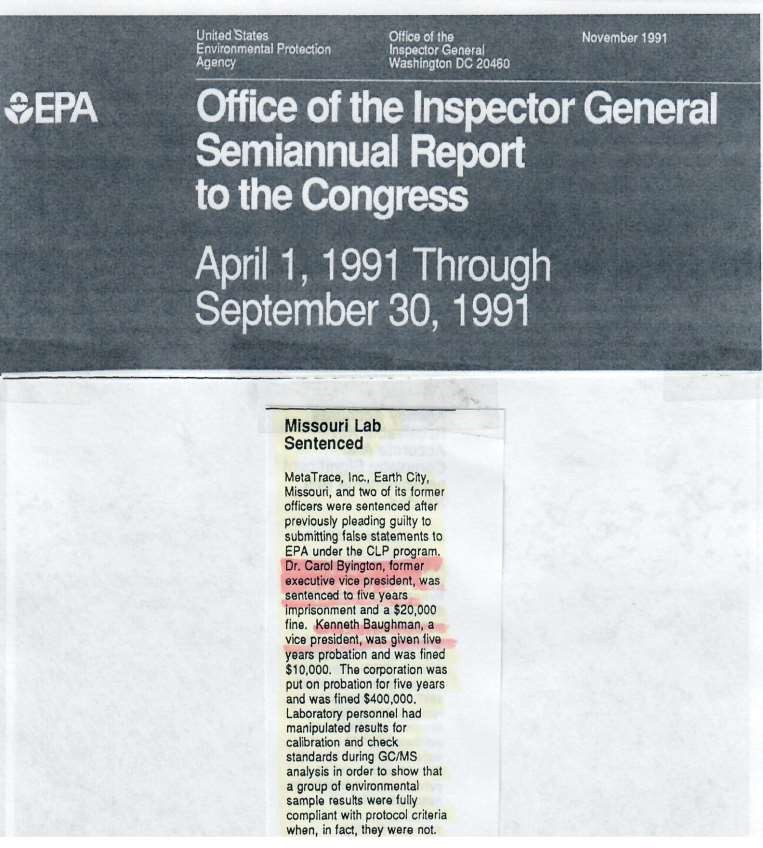 United States
Environmental Protection
Agency
Office of the
Inspector General
Washington DC 20460
November 1991
EPA
Office of the Inspector General
Semiannual Report
to the Congress
April 1, 1991 Through
September 30, 1991
Missouri Lab
Sentenced
MetaTrace, Inc., Earth City,
Missouri, and two of its former
officers were sentenced after
previously pleading guilty to
submitting false statements to
EPA under the CLP program.
Dr. Carol Byington, former
executive vice president, was
sentenced to five years
imprisonment and a $20,000
fine. Kenneth Baughman, a
vice president, was given five
years probation and was fined
$10,000. The corporation was
put on probation for five years
and was fined $400,000.
Laboratory personnel had
manipulated results for
calibration and check
standards during GC/MS
analysis in order to show that
a group of environmental
sample results were fully
compliant with protocol criteria
when, in fact, they were not.